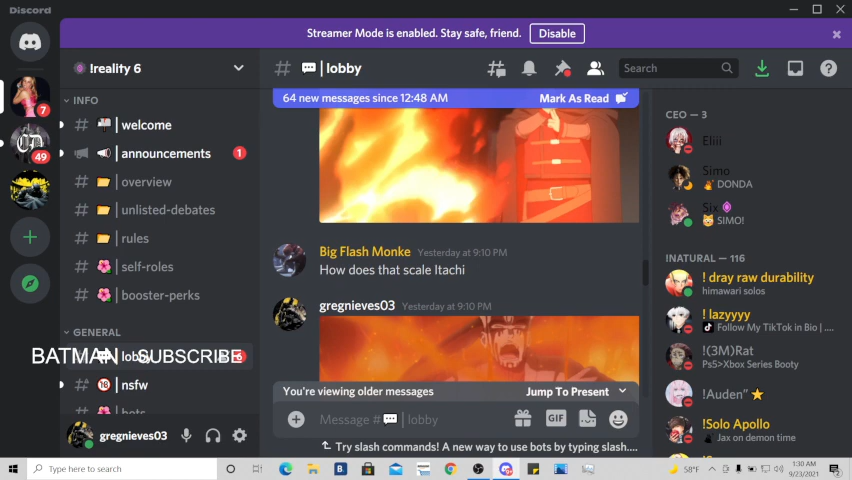 Discord
Streamer Mode is enabled. Stay safe, friend.
Disable
Ireality 6
lobby
Search
64 new messages since 12:48 AM
Mark As Read
INFO
welcome
announcements
1
overview
unlisted-debates
rules
self-roles
booster-perks
GENERAL
lobby
BATMAN SUBSCRIBE
nsfw
18
bots
gregnieves03
7
49
Big Flash Monke Yesterday at 9:10 PM
How does that scale Itachi
gregnieves03 Yesterday at 9:10 PM
You're viewing older messages
Jump To Present
Message # | lobby
GIF
Try slash commands! A new way to use bots by typing slash....
CEO — 3
Eliii
Simo
DONDA
Six
SIMO!
INATURAL — 116
! dray raw durability
himawari solos
! lazyyyy
Follow My TikTok in Bio | ....
!(3M)Rat
Ps5>Xbox Series Booty
!Auden"
!Solo Apollo
Jax on demon time
Type here to search
58°F
1:30 AM
9/23/2021